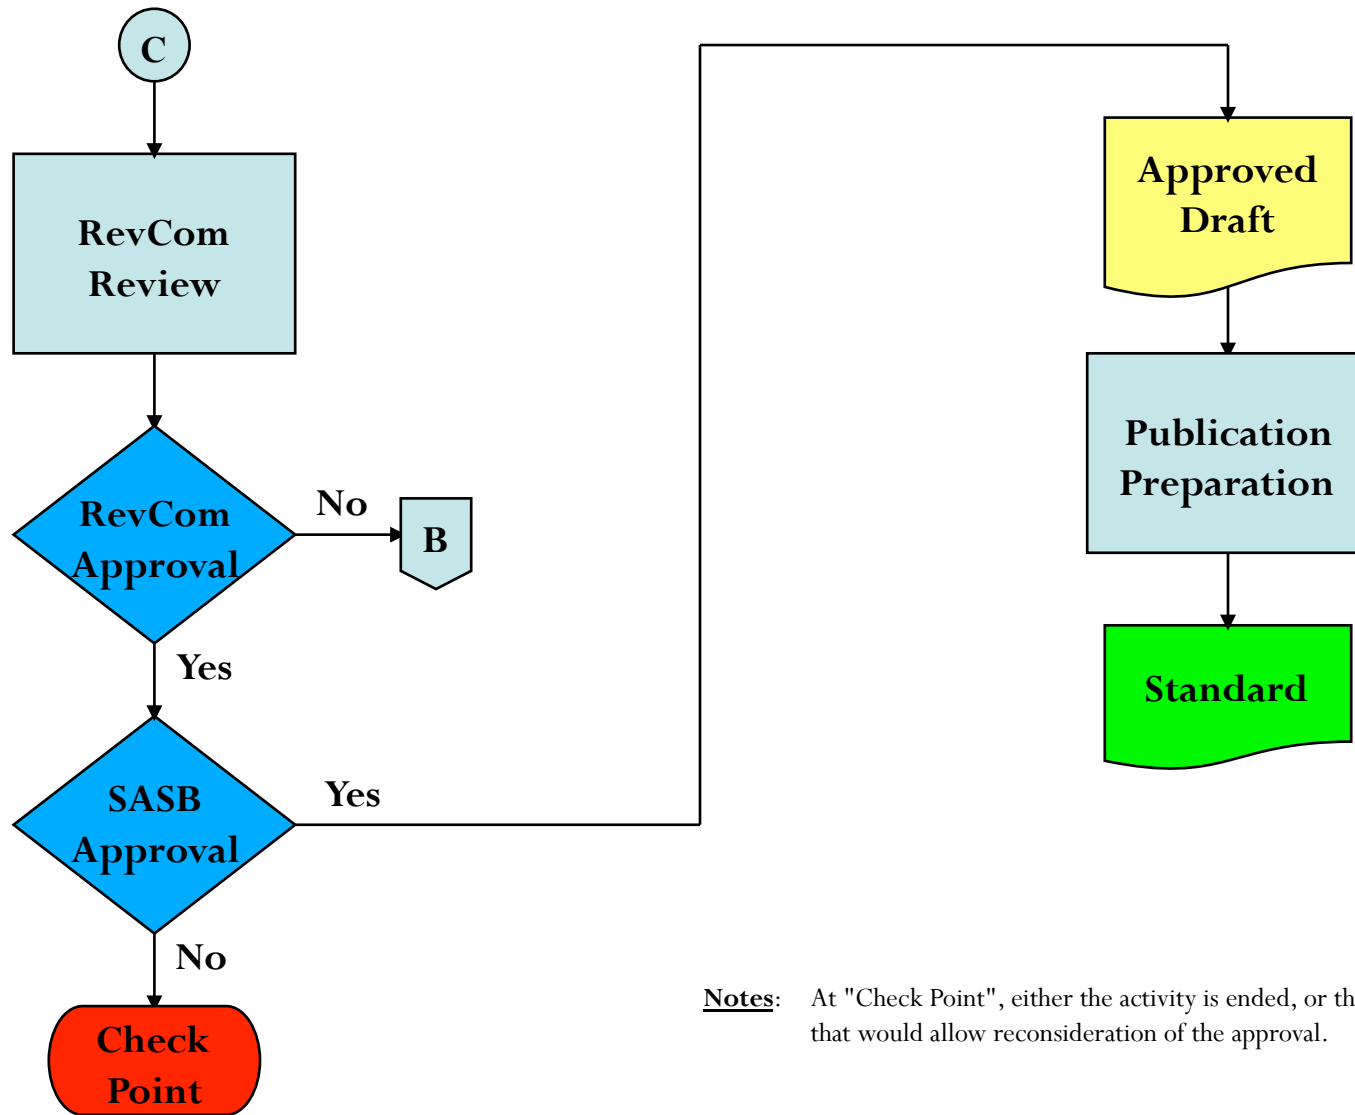 C
RevCom
Review
RevCom
Approval
No
B
Yes
SASB
Approval
Yes
No
Check
Point
Approved
Draft
Publication
Preparation
Standard
Notes: At "Check Point", either the activity is ended, or
that would allow reconsideration of the approval.